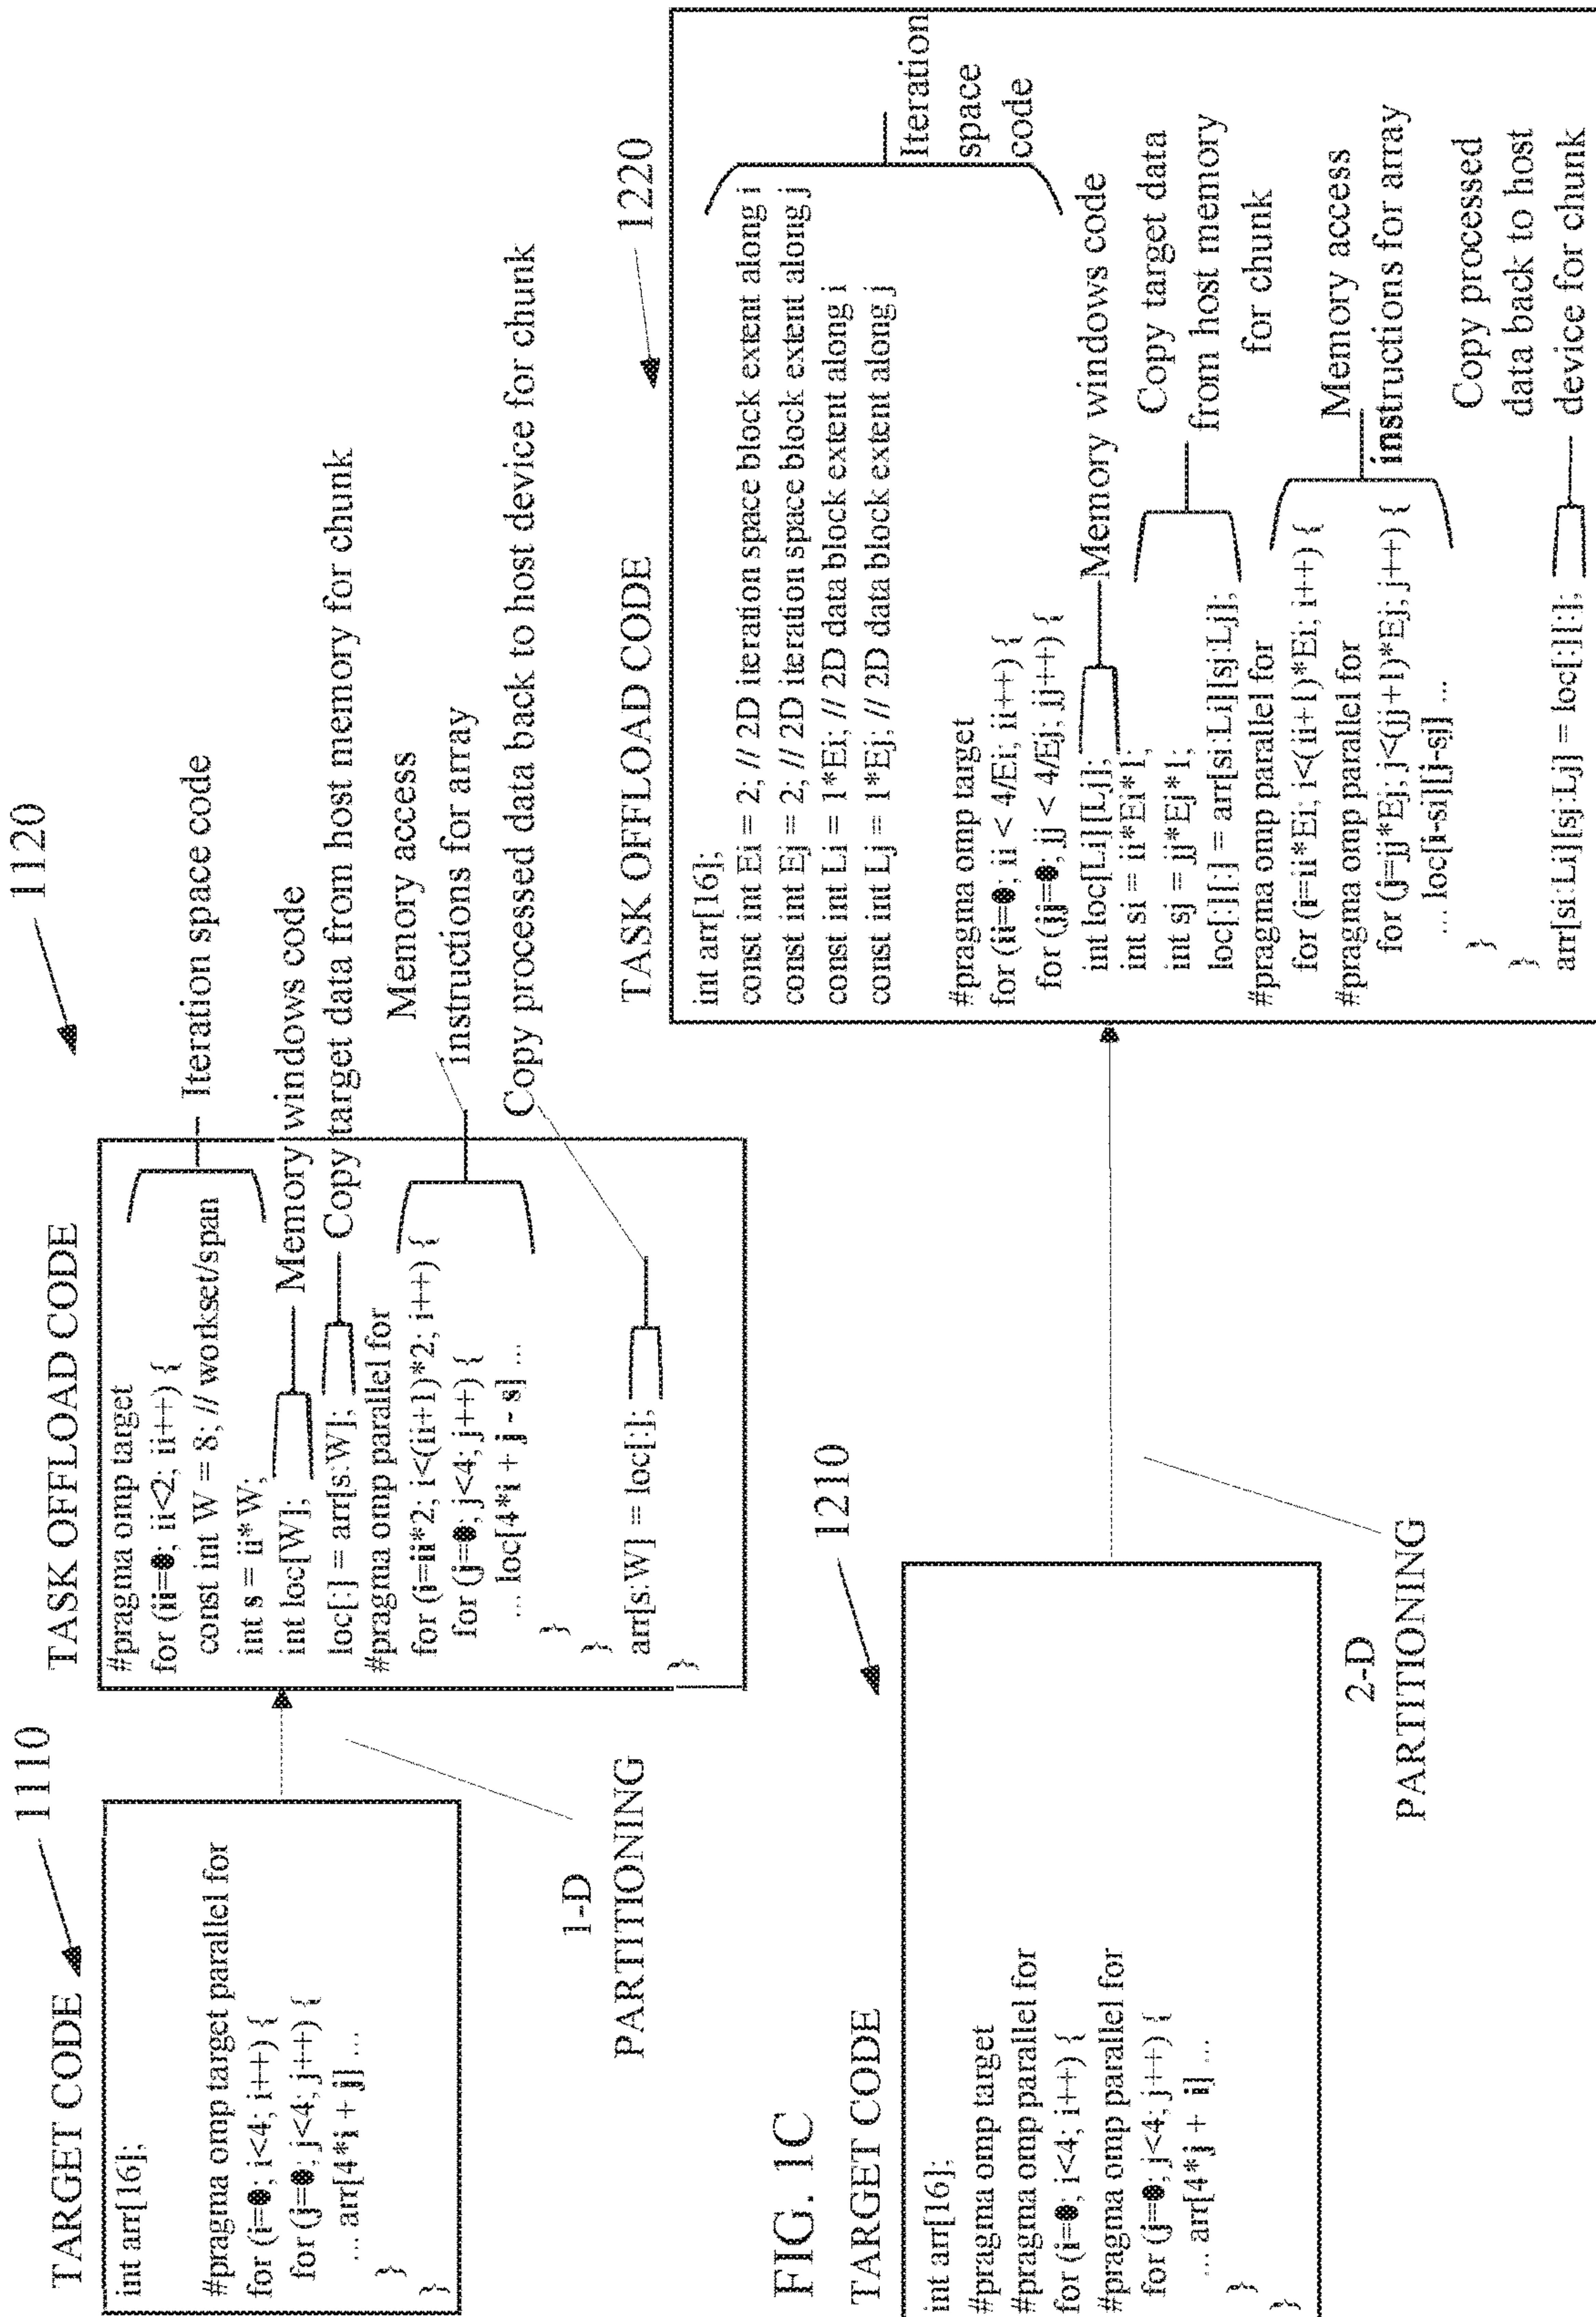 TARGET CODE
1110
int arr[16];
#pragma omp target parallel for
for (i=0; i<4; i++) {
for (j=0; j<4; j++) {
... arr[4*i + j] ...
}
}
1-D
PARTITIONING
TASK OFFLOAD CODE
1120
#pragma omp target
for (ii=0; ii<2; ii++) {
const int W = 8; // workset/span
int s = ii*W;
int loc[W];
loc[:] = arr[s:W];
#pragma omp parallel for
for (i=ii*2; i<(ii+1)*2; i++) {
for (j=0; j<4; j++) {
... loc[4*i + j - s] ...
}
}
arr[s:W] = loc[:];
}
Iteration space code
Memory windows code
Copy target data from host memory for chunk
Memory access
instructions for array
Copy processed data back to host device for chunk
FIG. 1C
TARGET CODE
1210
int arr[16];
#pragma omp target
#pragma omp parallel for
for (i=0; i<4; i++) {
#pragma omp parallel for
for (j=0; j<4; j++) {
... arr[4*j + i] ...
}
}
2-D
PARTITIONING
TASK OFFLOAD CODE
1220
int arr[16];
const int Ei = 2; // 2D iteration space block extent along i
const int Ej = 2; // 2D iteration space block extent along j
const int Li = 1*Ei; // 2D data block extent along i
const int Lj = 1*Ej; // 2D data block extent along j
#pragma omp target
for (ii=0; ii < 4/Ei; ii++) {
for (jj=0; jj < 4/Ej; jj++) {
int loc[Li][Lj];
int si = ii*Ei*1;
int sj = jj*Ej*1;
loc[:][:] = arr[si:Li][sj:Lj];
#pragma omp parallel for
for (i=ii*Ei; i<(ii+1)*Ei; i++) {
#pragma omp parallel for
for (j=jj*Ej; j<(jj+1)*Ej; j++) {
... loc[i-si][j-sj] ...
}
}
arr[si:Li][sj:Lj] = loc[:][:];
Iteration
space
code
Memory windows code
Copy target data
from host memory
for chunk
Memory access
instructions for array
Copy processed
data back to host
device for chunk